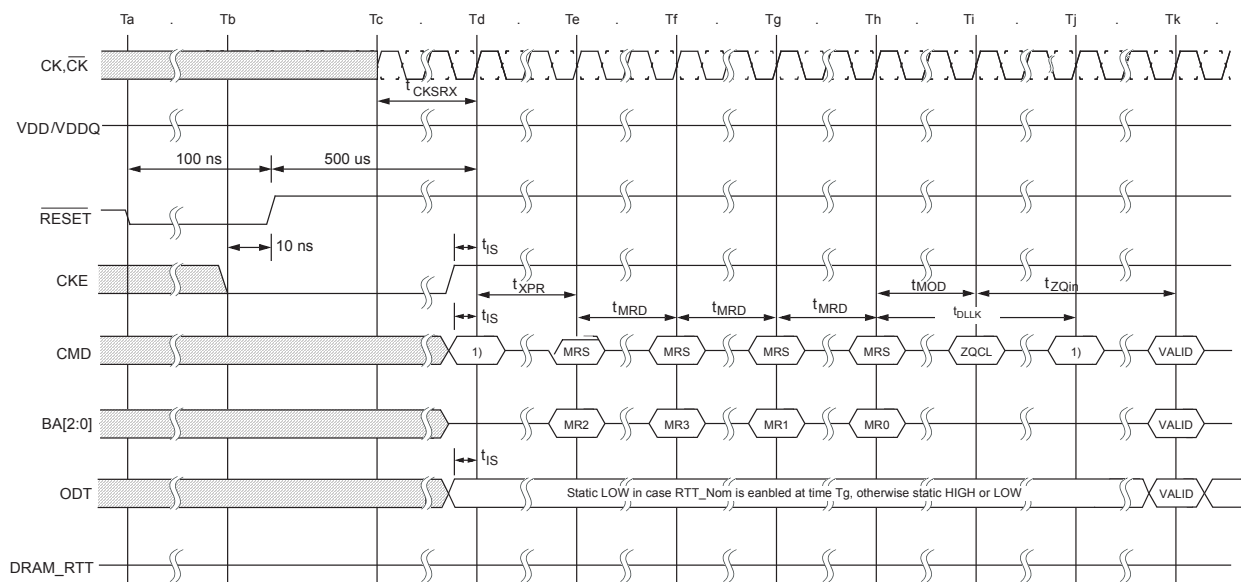 Ta . Tb . Tc . Td . Te . Tf . Tg . Th . Ti . Tj . Tk .
CK,CK
tCKSRX
VDD/VDDQ
100 ns 500 us
RESET
10 ns tIS
CKE
tXPR tMOD tZQin
tIS tMRD tMRD tMRD tDLLK
CMD 1) MRS MRS MRS MRS ZQCL 1) VALID
BA[2:0] MR2 MR3 MR1 MR0 VALID
tIS
ODT Static LOW in case RTT_Nom is eanbled at time Tg, otherwise static HIGH or LOW VALID
DRAM_RTT